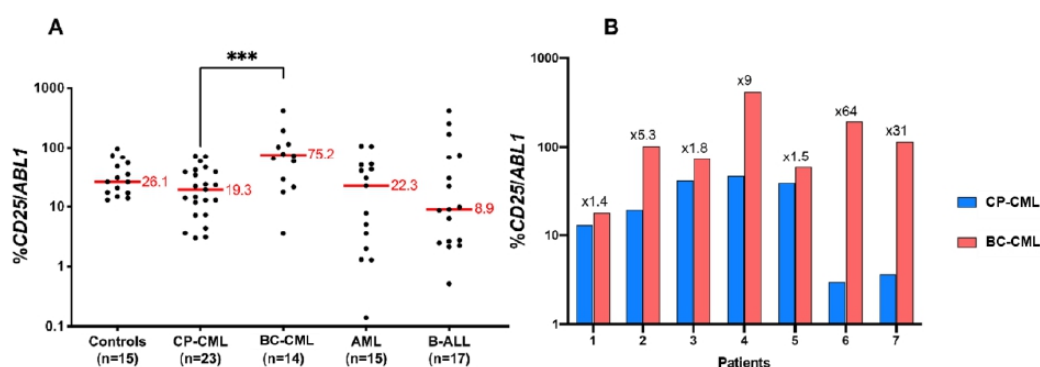 A
***
%CD25/ABL1
1000
100
10
1
0.1
26.1
19.3
75.2
22.3
8.9
Controls CP-CML BC-CML AML B-ALL
(n=15) (n=23) (n=14) (n=15) (n=17)
B
%CD25/ABL1
1000
100
10
1
x1.4
x5.3
x1.8
x9
x1.5
x64
x31
1 2 3 4 5 6 7
Patients
CP-CML
BC-CML